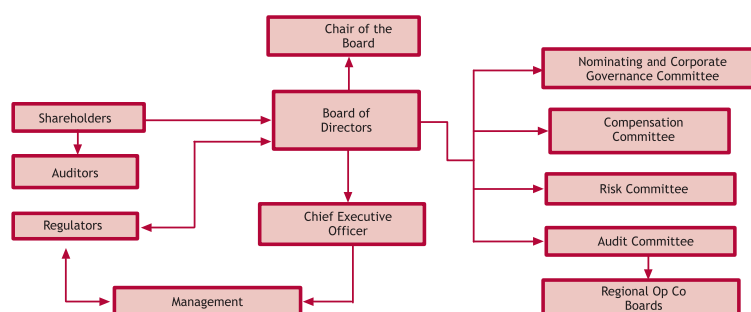 Chair of the
Board
Nominating and Corporate
Governance Committee
Shareholders
Board of
Directors
Compensation
Committee
Auditors
Risk Committee
Regulators
Chief Executive
Officer
Audit Committee
Management
Regional Op Co
Boards